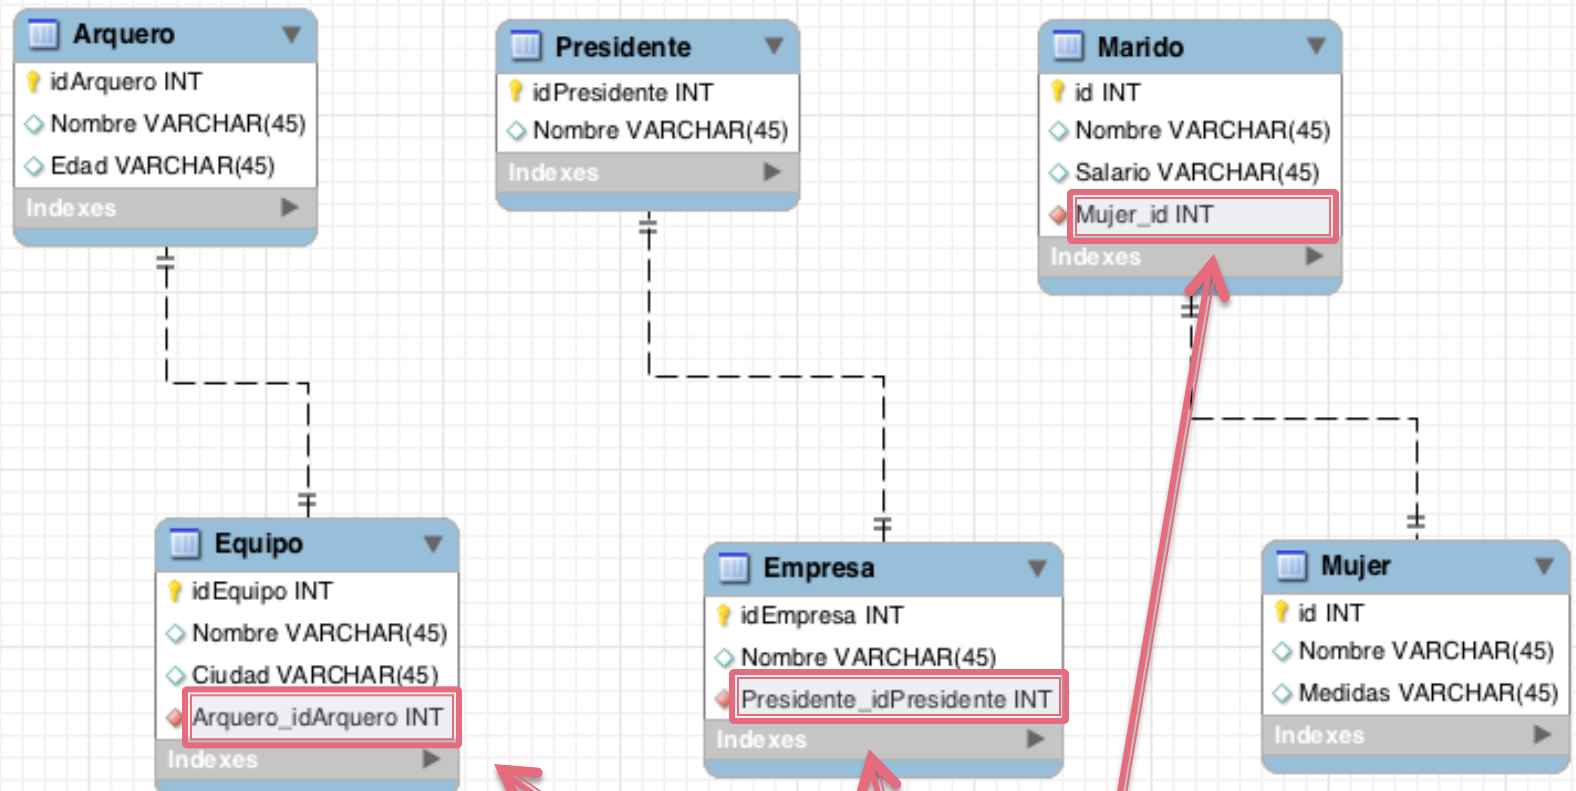 Arquero
idArquero INT
Nombre VARCHAR(45)
Edad VARCHAR(45)
Indexes
Presidente
idPresidente INT
Nombre VARCHAR(45)
Indexes
Marido
id INT
Nombre VARCHAR(45)
Salario VARCHAR(45)
Mujer_id INT
Indexes
Equipo
idEquipo INT
Nombre VARCHAR(45)
Ciudad VARCHAR(45)
Arquero_idArquero INT
Indexes
Empresa
idEmpresa INT
Nombre VARCHAR(45)
Presidente_idPresidente INT
Indexes
Mujer
id INT
Nombre VARCHAR(45)
Medidas VARCHAR(45)
Indexes